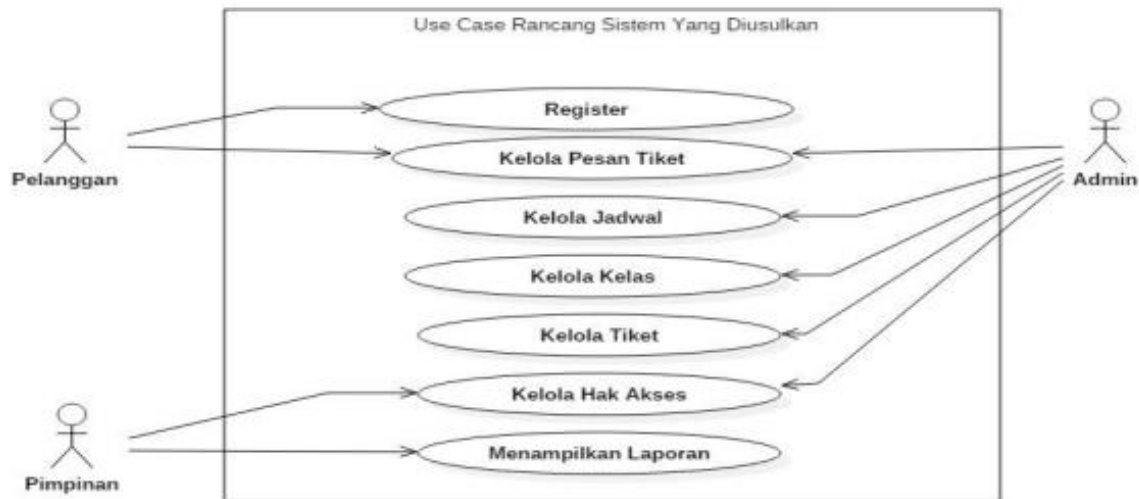 Use Case Rancang Sistem Yang Diusulkan
Register
Kelola Pesan Tiket
Pelanggan
Admin
Kelola Jadwal
Kelola Kelas
Kelola Tiket
Kelola Hak Akses
Menampilkan Laporan
Pimpinan